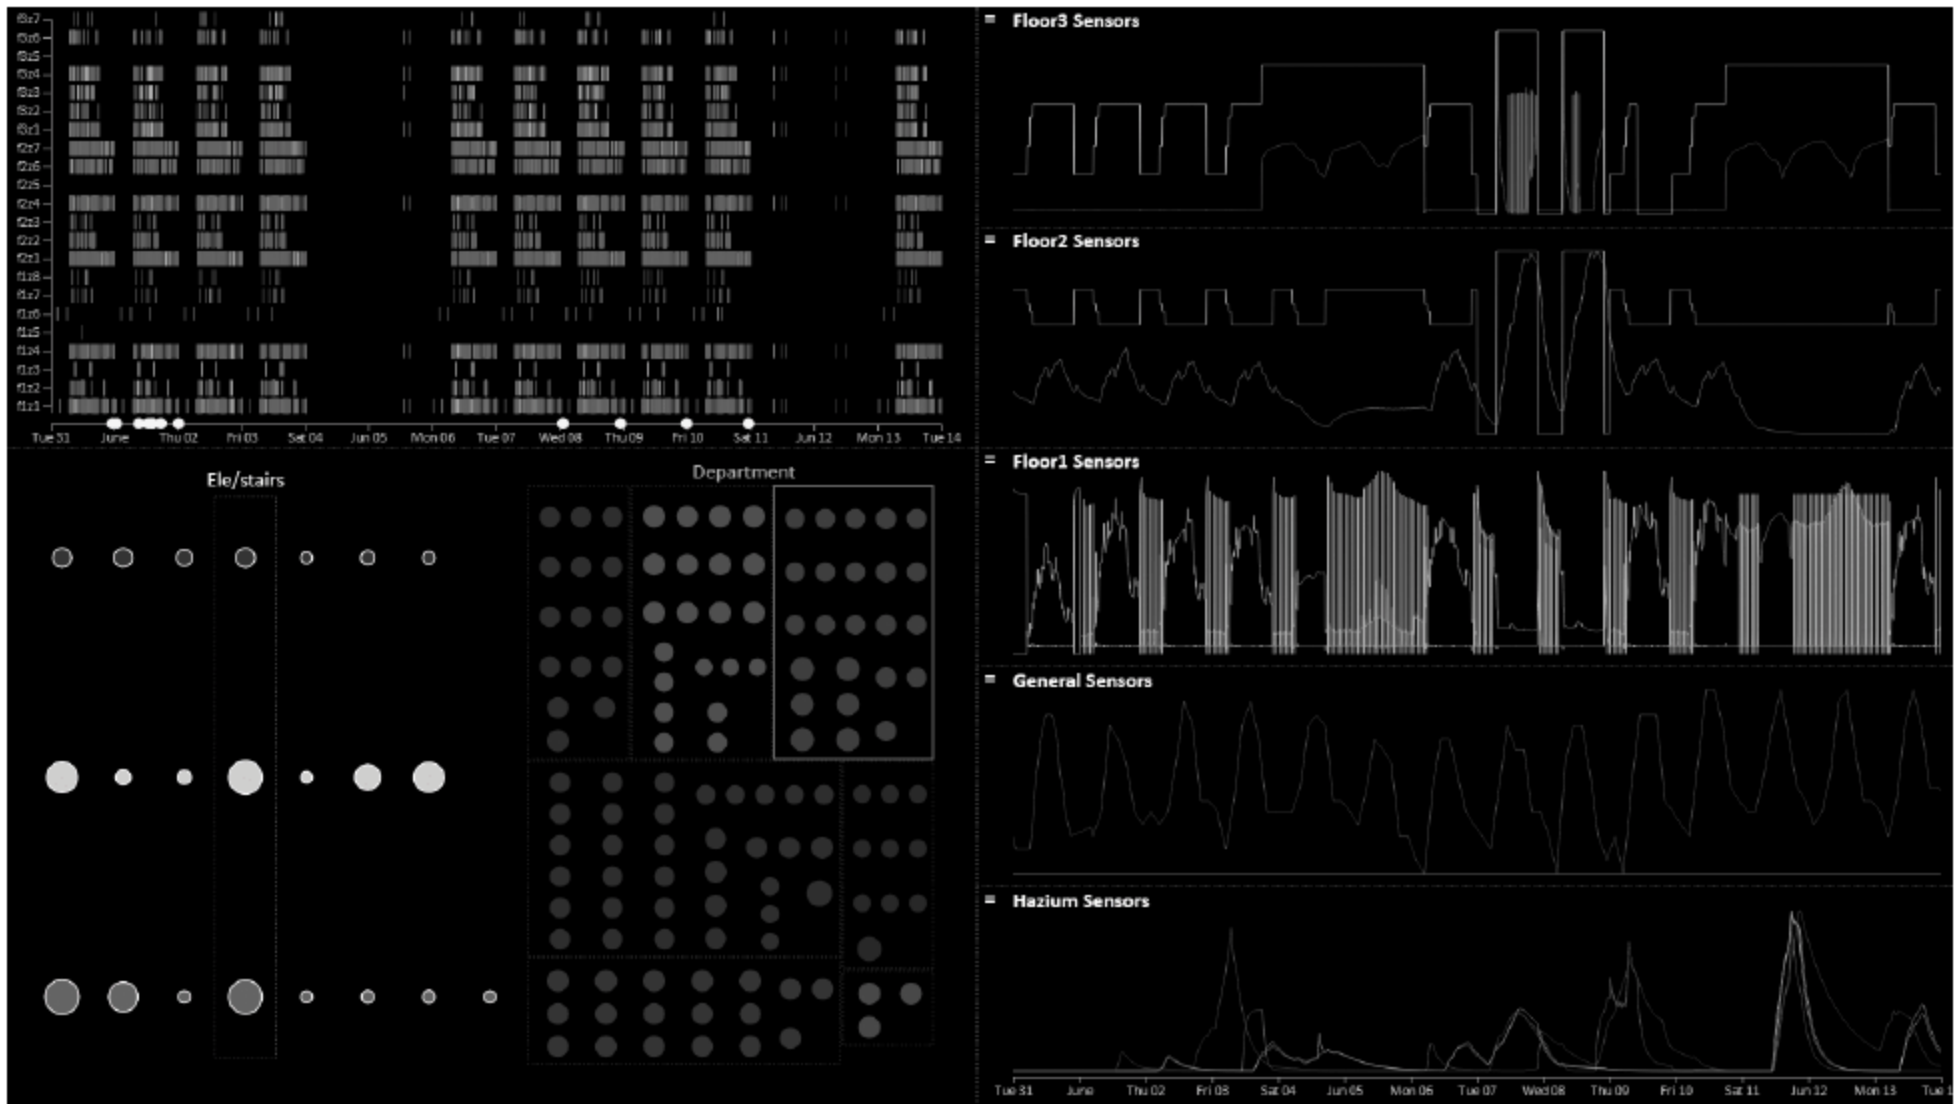 f3z7
f3z6
f3z5
f3z4
f3z3
f3z2
f3z1
f2z7
f2z6
f2z5
f2z4
f2z3
f2z2
f2z1
f1z8
f1z7
f1z6
f1z5
f1z4
f1z3
f1z2
f1z1
Tue 31 June Thu 02 Fri 03 Sat 04 Jun 05 Mon 06 Tue 07 Wed 08 Thu 09 Fri 10 Sat 11 Jun 12 Mon 13 Tue 14
Ele/stairs
Department
Floor3 Sensors
Floor2 Sensors
Floor1 Sensors
General Sensors
Hazium Sensors
Tue 31 June Thu 02 Fri 03 Sat 04 Jun 05 Mon 06 Tue 07 Wed 08 Thu 09 Fri 10 Sat 11 Jun 12 Mon 13 Tue 1